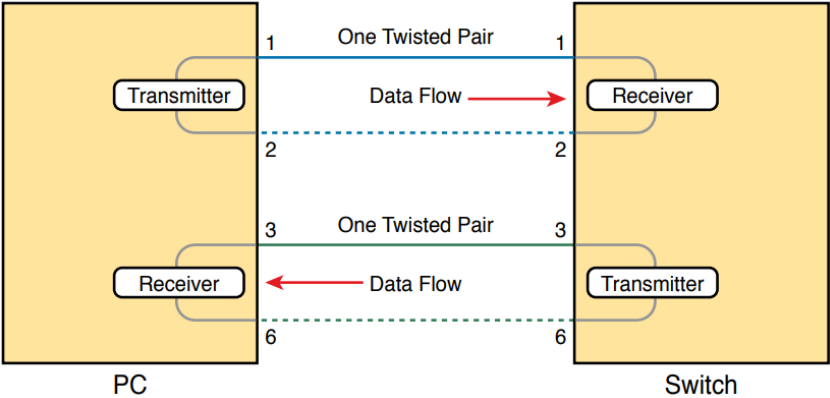 1 One Twisted Pair 1
Transmitter Data Flow Receiver
2 2
3 One Twisted Pair 3
Receiver Data Flow Transmitter
6 6
PC Switch